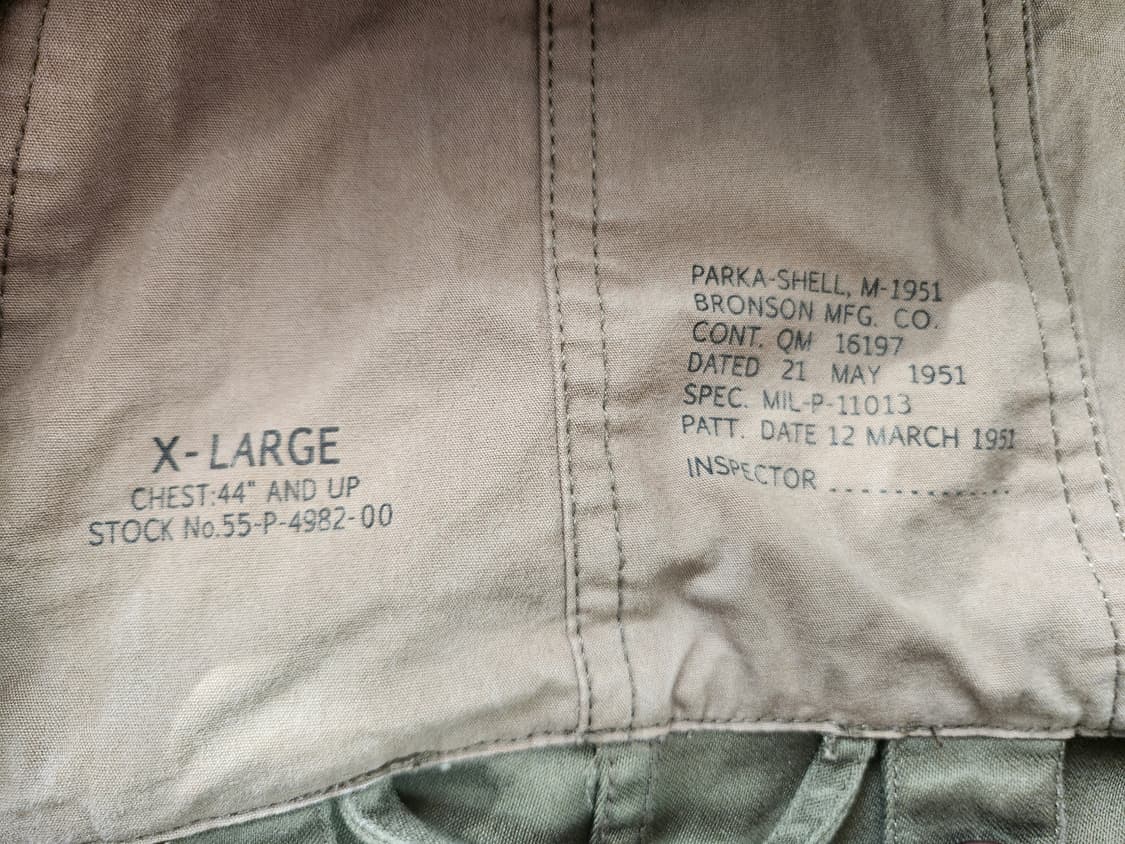 X-LARGE
CHEST:44" AND UP
STOCK No.55-P-4982-00
PARKA-SHELL, M-1951
BRONSON MFG. CO.
CONT. QM 16197
DATED 21 MAY 1951
SPEC. MIL-P-11013
PATT. DATE 12 MARCH 1951
INSPECTOR ..............